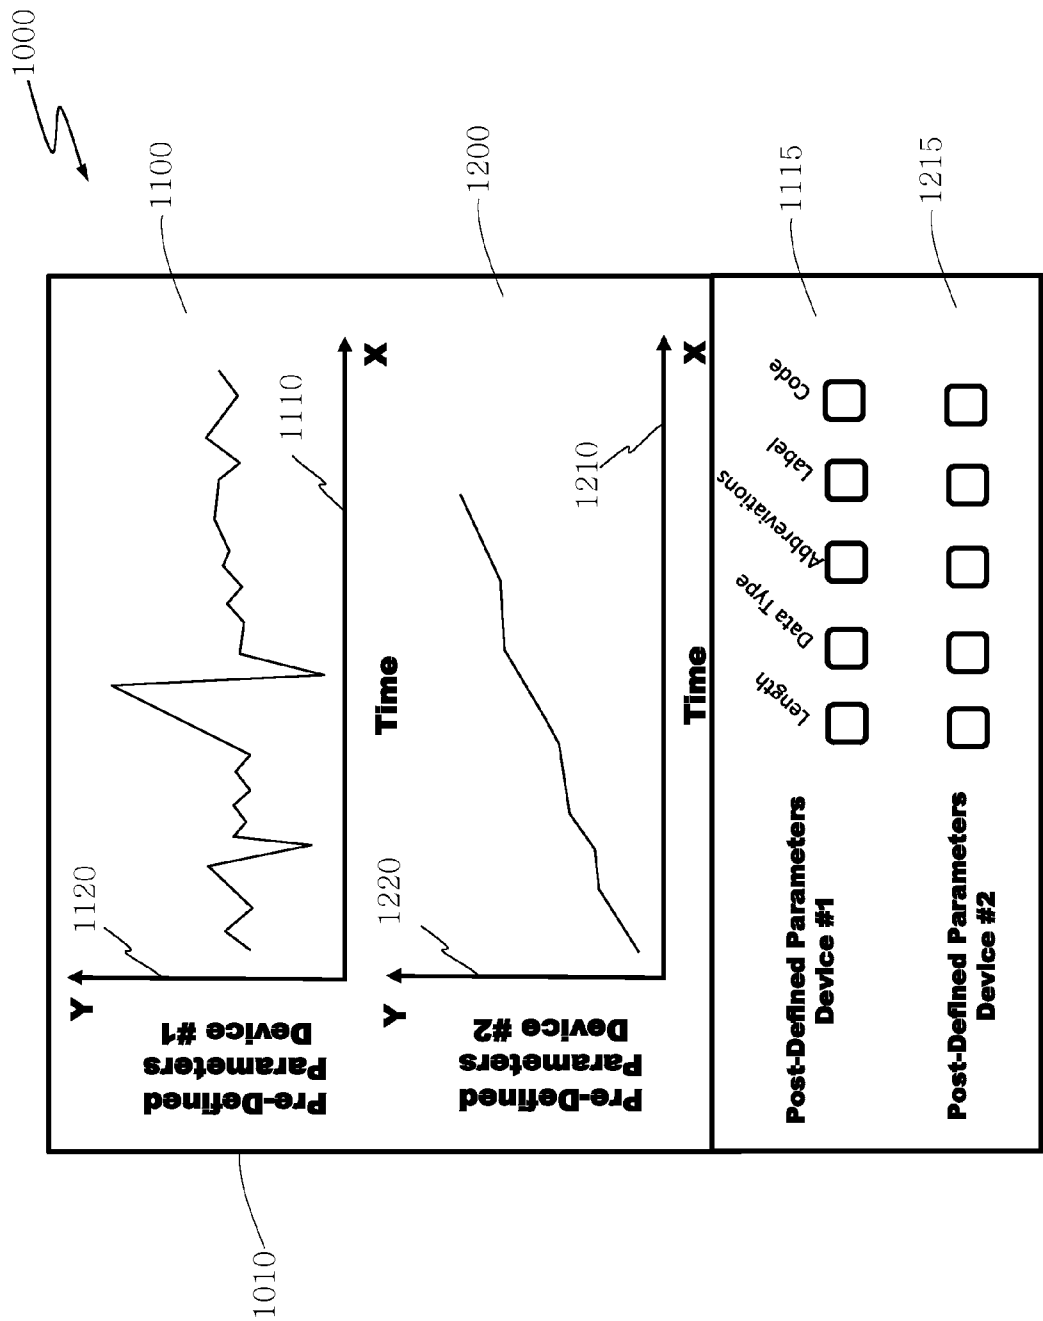 1000
1100
1200
1115
1215
1010
Y
1120
Pre-Defined
Parameters
Device #1
1110
X
Time
Y
1220
Pre-Defined
Parameters
Device #2
1210
X
Time
Length
Data Type
Abbreviations
Label
Code
Post-Defined Parameters
Device #1
Post-Defined Parameters
Device #2